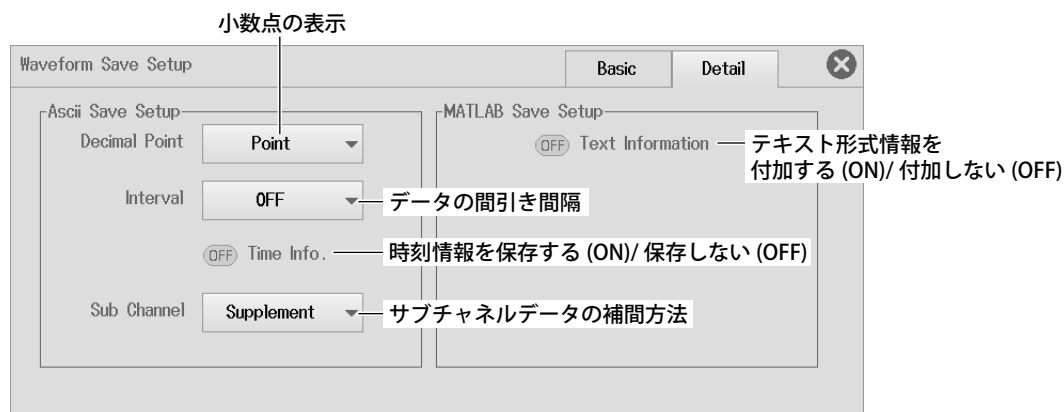 小数点の表示
Waveform Save Setup
Basic
Detail
Ascii Save Setup
MATLAB Save Setup
Decimal Point
Point
OFF Text Information
テキスト形式情報を
付加する (ON)/ 付加しない (OFF)
Interval
OFF
データの間引き間隔
OFF Time Info.
時刻情報を保存する (ON)/ 保存しない (OFF)
Sub Channel
Supplement
サブチャネルデータの補間方法